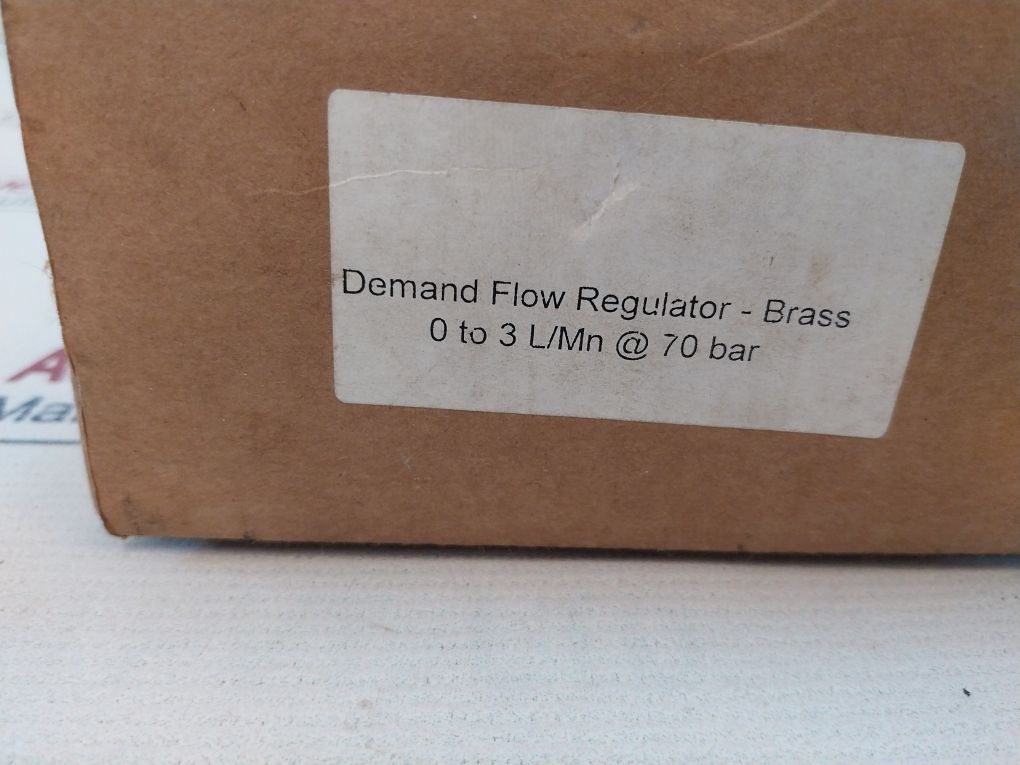 Demand Flow Regulator - Brass
0 to 3 L/Mn @ 70 bar